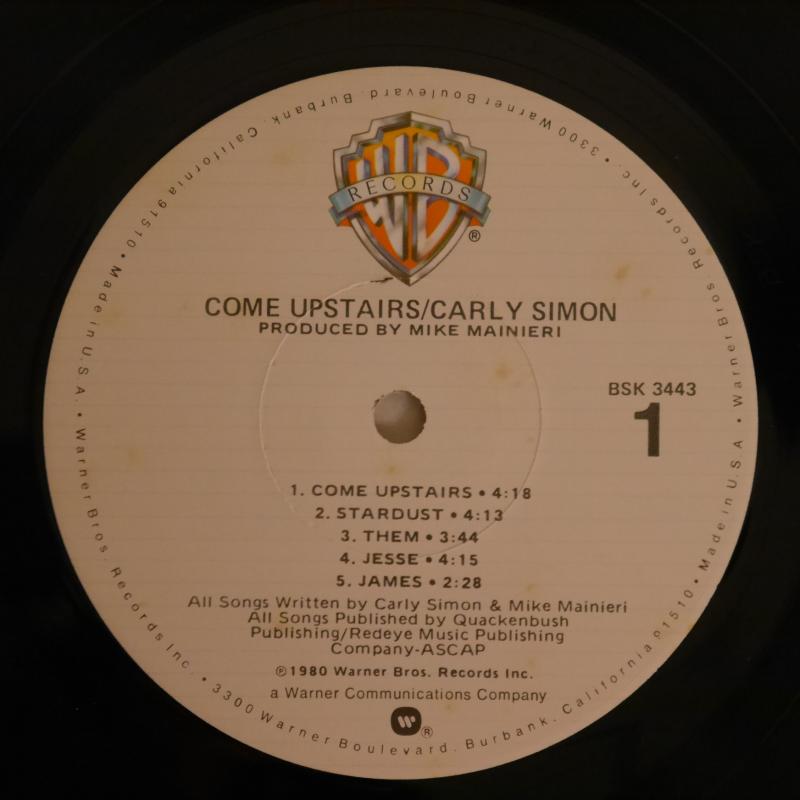 WB
RECORDS
®
COME UPSTAIRS/CARLY SIMON
PRODUCED BY MIKE MAINIERI
BSK 3443
1
1. COME UPSTAIRS • 4:18
2. STARDUST • 4:13
3. THEM • 3:44
4. JESSE • 4:15
5. JAMES • 2:28
All Songs Written by Carly Simon & Mike Mainieri
All Songs Published by Quackenbush
Publishing/Redeye Music Publishing
Company-ASCAP
℗1980 Warner Bros. Records Inc.
a Warner Communications Company
®
Warner Bros. Records Inc. • 3300 Warner Boulevard. Burbank. California 91510 • Made in U.S.A. • Warner Bros. Records Inc. • 3300 Warner Boulevard. Burbank. California 91510 • Made in U.S.A •